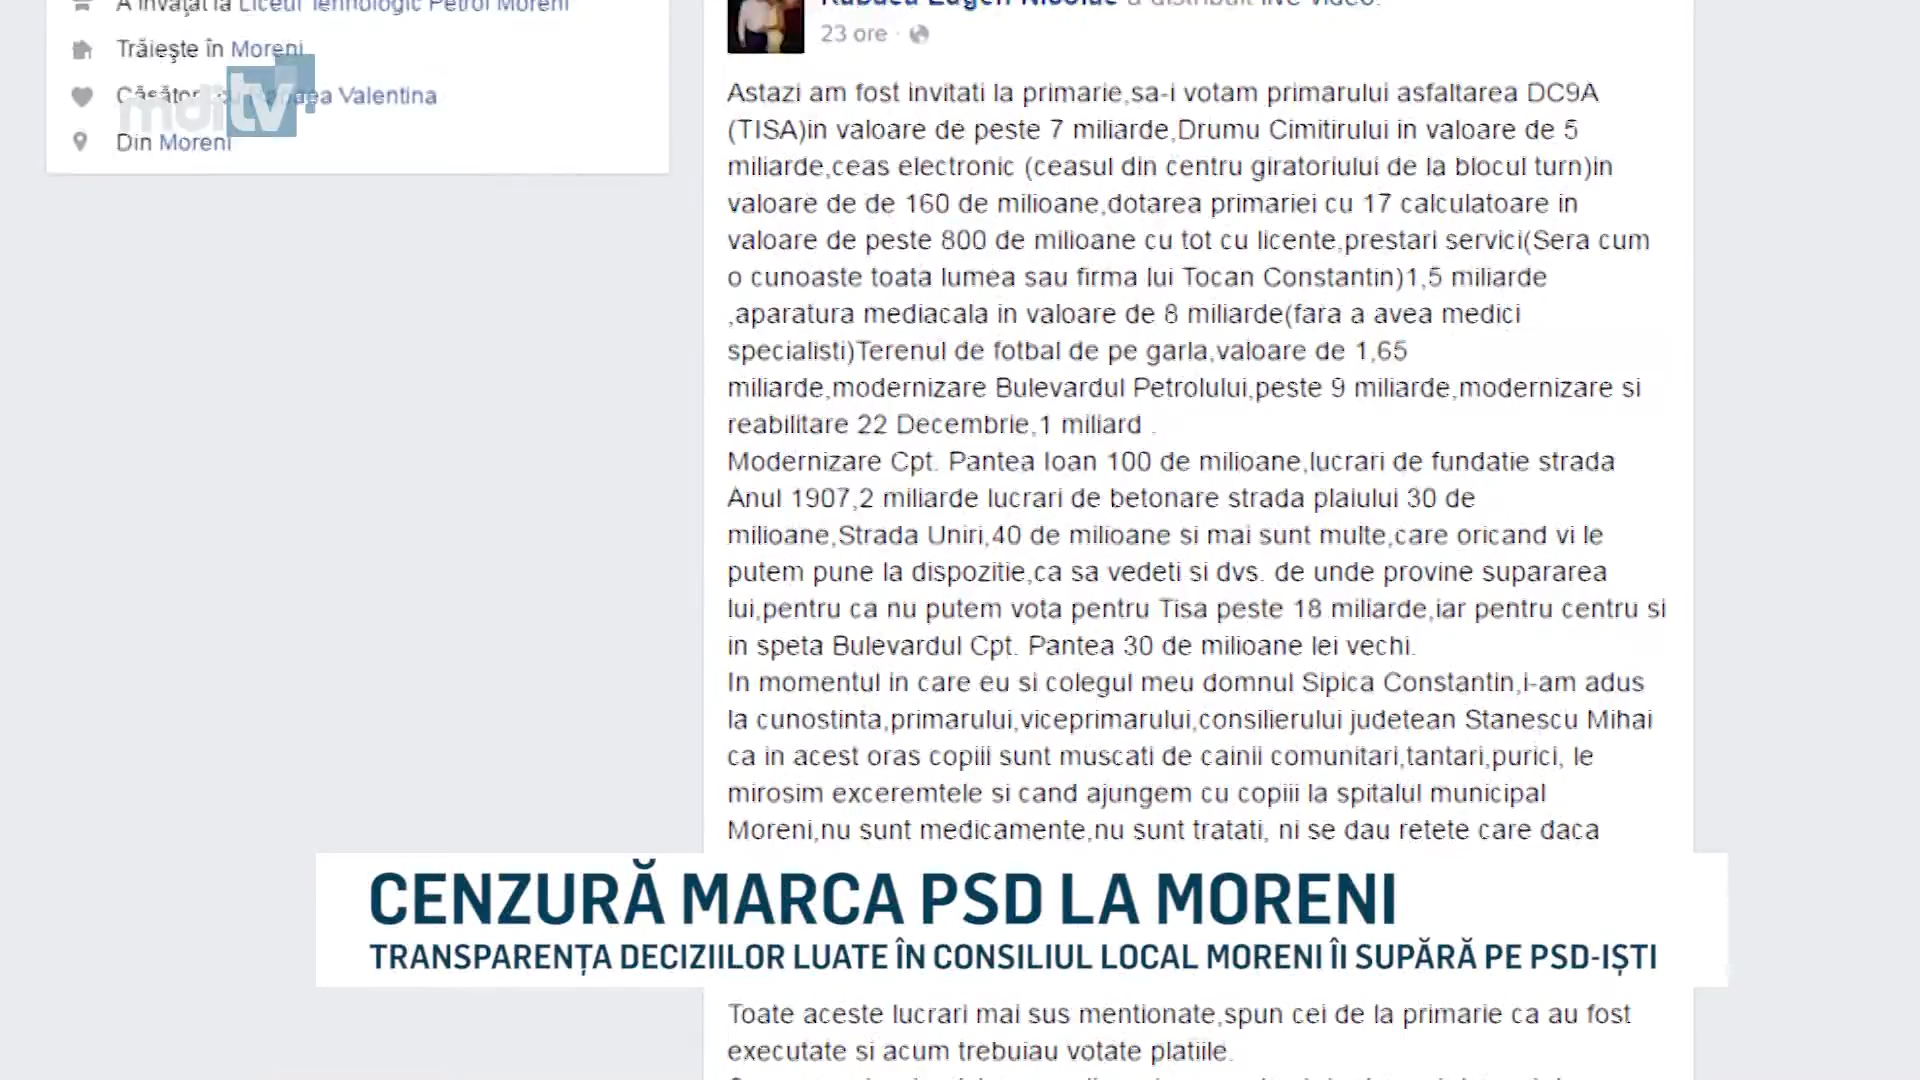 A învăţat la Liceul Tehnologic Petrol Moreni
Trăieşte în Moreni
Valentina
Din Moreni
mdi tv
Rabacu Eugen Nicolae a distribuit live video.
23 ore ·
Astazi am fost invitati la primarie,sa-i votam primarului asfaltarea DC9A
(TISA)in valoare de peste 7 miliarde,Drumu Cimitirului in valoare de 5
miliarde,ceas electronic (ceasul din centru giratoriului de la blocul turn)in
valoare de de 160 de milioane,dotarea primariei cu 17 calculatoare in
valoare de peste 800 de milioane cu tot cu licente,prestari servici(Sera cum
o cunoaste toata lumea sau firma lui Tocan Constantin)1,5 miliarde
,aparatura mediacala in valoare de 8 miliarde(fara a avea medici
specialisti)Terenul de fotbal de pe garla,valoare de 1,65
miliarde,modernizare Bulevardul Petrolului,peste 9 miliarde,modernizare si
reabilitare 22 Decembrie,1 miliard .
Modernizare Cpt. Pantea Ioan 100 de milioane,lucrari de fundatie strada
Anul 1907,2 miliarde lucrari de betonare strada plaiului 30 de
milioane,Strada Uniri,40 de milioane si mai sunt multe,care oricand vi le
putem pune la dispozitie,ca sa vedeti si dvs. de unde provine supararea
lui,pentru ca nu putem vota pentru Tisa peste 18 miliarde,iar pentru centru si
in speta Bulevardul Cpt. Pantea 30 de milioane lei vechi.
In momentul in care eu si colegul meu domnul Sipica Constantin,i-am adus
la cunostinta,primarului,viceprimarului,consilierului judetean Stanescu Mihai
ca in acest oras copiii sunt muscati de cainii comunitari,tantari,purici, le
mirosim exceremtele si cand ajungem cu copiii la spitalul municipal
Moreni,nu sunt medicamente,nu sunt tratati, ni se dau retete care daca
CENZURĂ MARCA PSD LA MORENI
TRANSPARENȚA DECIZIILOR LUATE ÎN CONSILIUL LOCAL MORENI ÎI SUPĂRĂ PE PSD-IȘTI
Toate aceste lucrari mai sus mentionate,spun cei de la primarie ca au fost
executate si acum trebuiau votate platiile.